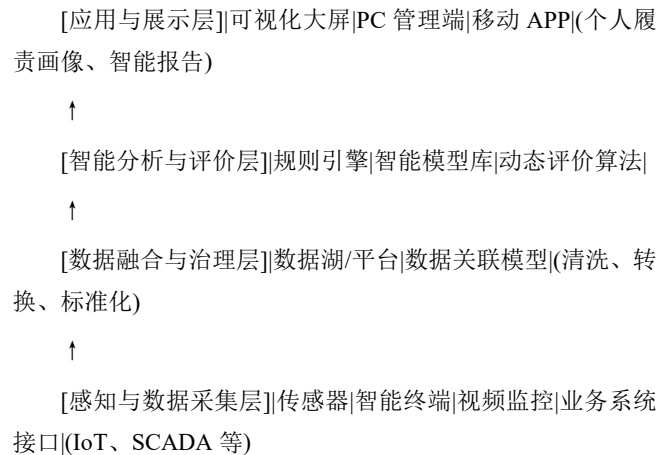 [应用与展示层]|可视化大屏|PC 管理端|移动 APP|(个人履
责画像、智能报告)
↑
[智能分析与评价层]|规则引擎|智能模型库|动态评价算法|
↑
[数据融合与治理层]|数据湖/平台|数据关联模型|(清洗、转
换、标准化)
↑
[感知与数据采集层]|传感器|智能终端|视频监控|业务系统
接口|(IoT、SCADA 等)